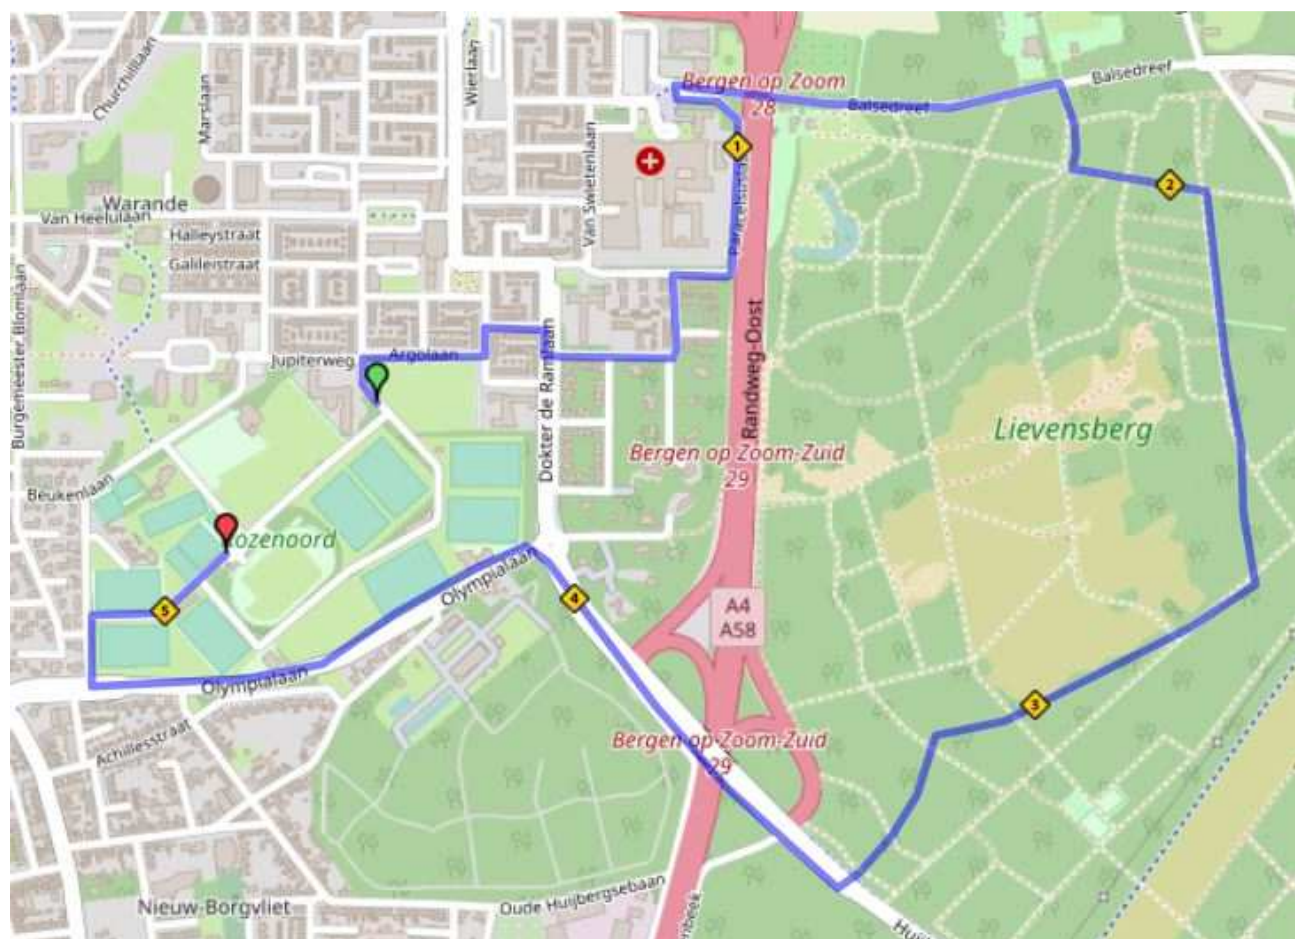 Churchilllaan
Marslaan
Wierlaan
Bergen op Zoom
28
Balsedreef
Balsedreef
1
2
Van Swietenlaan
Warande
Van Heelulaan
Halleystraat
Galileistraat
Burgemeester Blomlaan
Jupiterweg
Argolaan
Dokter de Ramlaan
Randweg-Oost
Lievensberg
Bergen op Zoom-Zuid
29
Beukenlaan
Rozenoord
Olympialaan
4
5
A4
A58
Olympialaan
3
Achillesstraat
Bergen op Zoom-Zuid
29
Nieuw-Borgvliet
Oude Huijbergsebaan